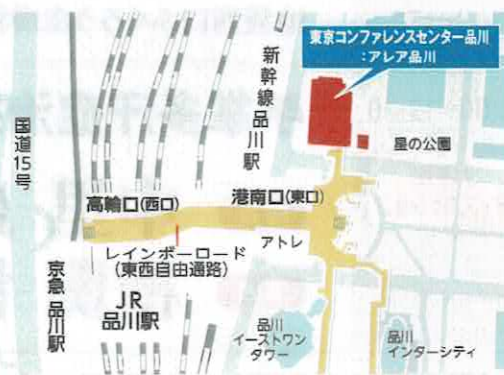 東京コンファレンスセンター品川
：アレア品川
新幹線品川駅
星の公園
国道15号
高輪口(西口)
港南口(東口)
アトレ
レインボーロード
(東西自由通路)
京急 品川駅
JR
品川駅
品川
イーストワン
タワー
品川
インターシティ